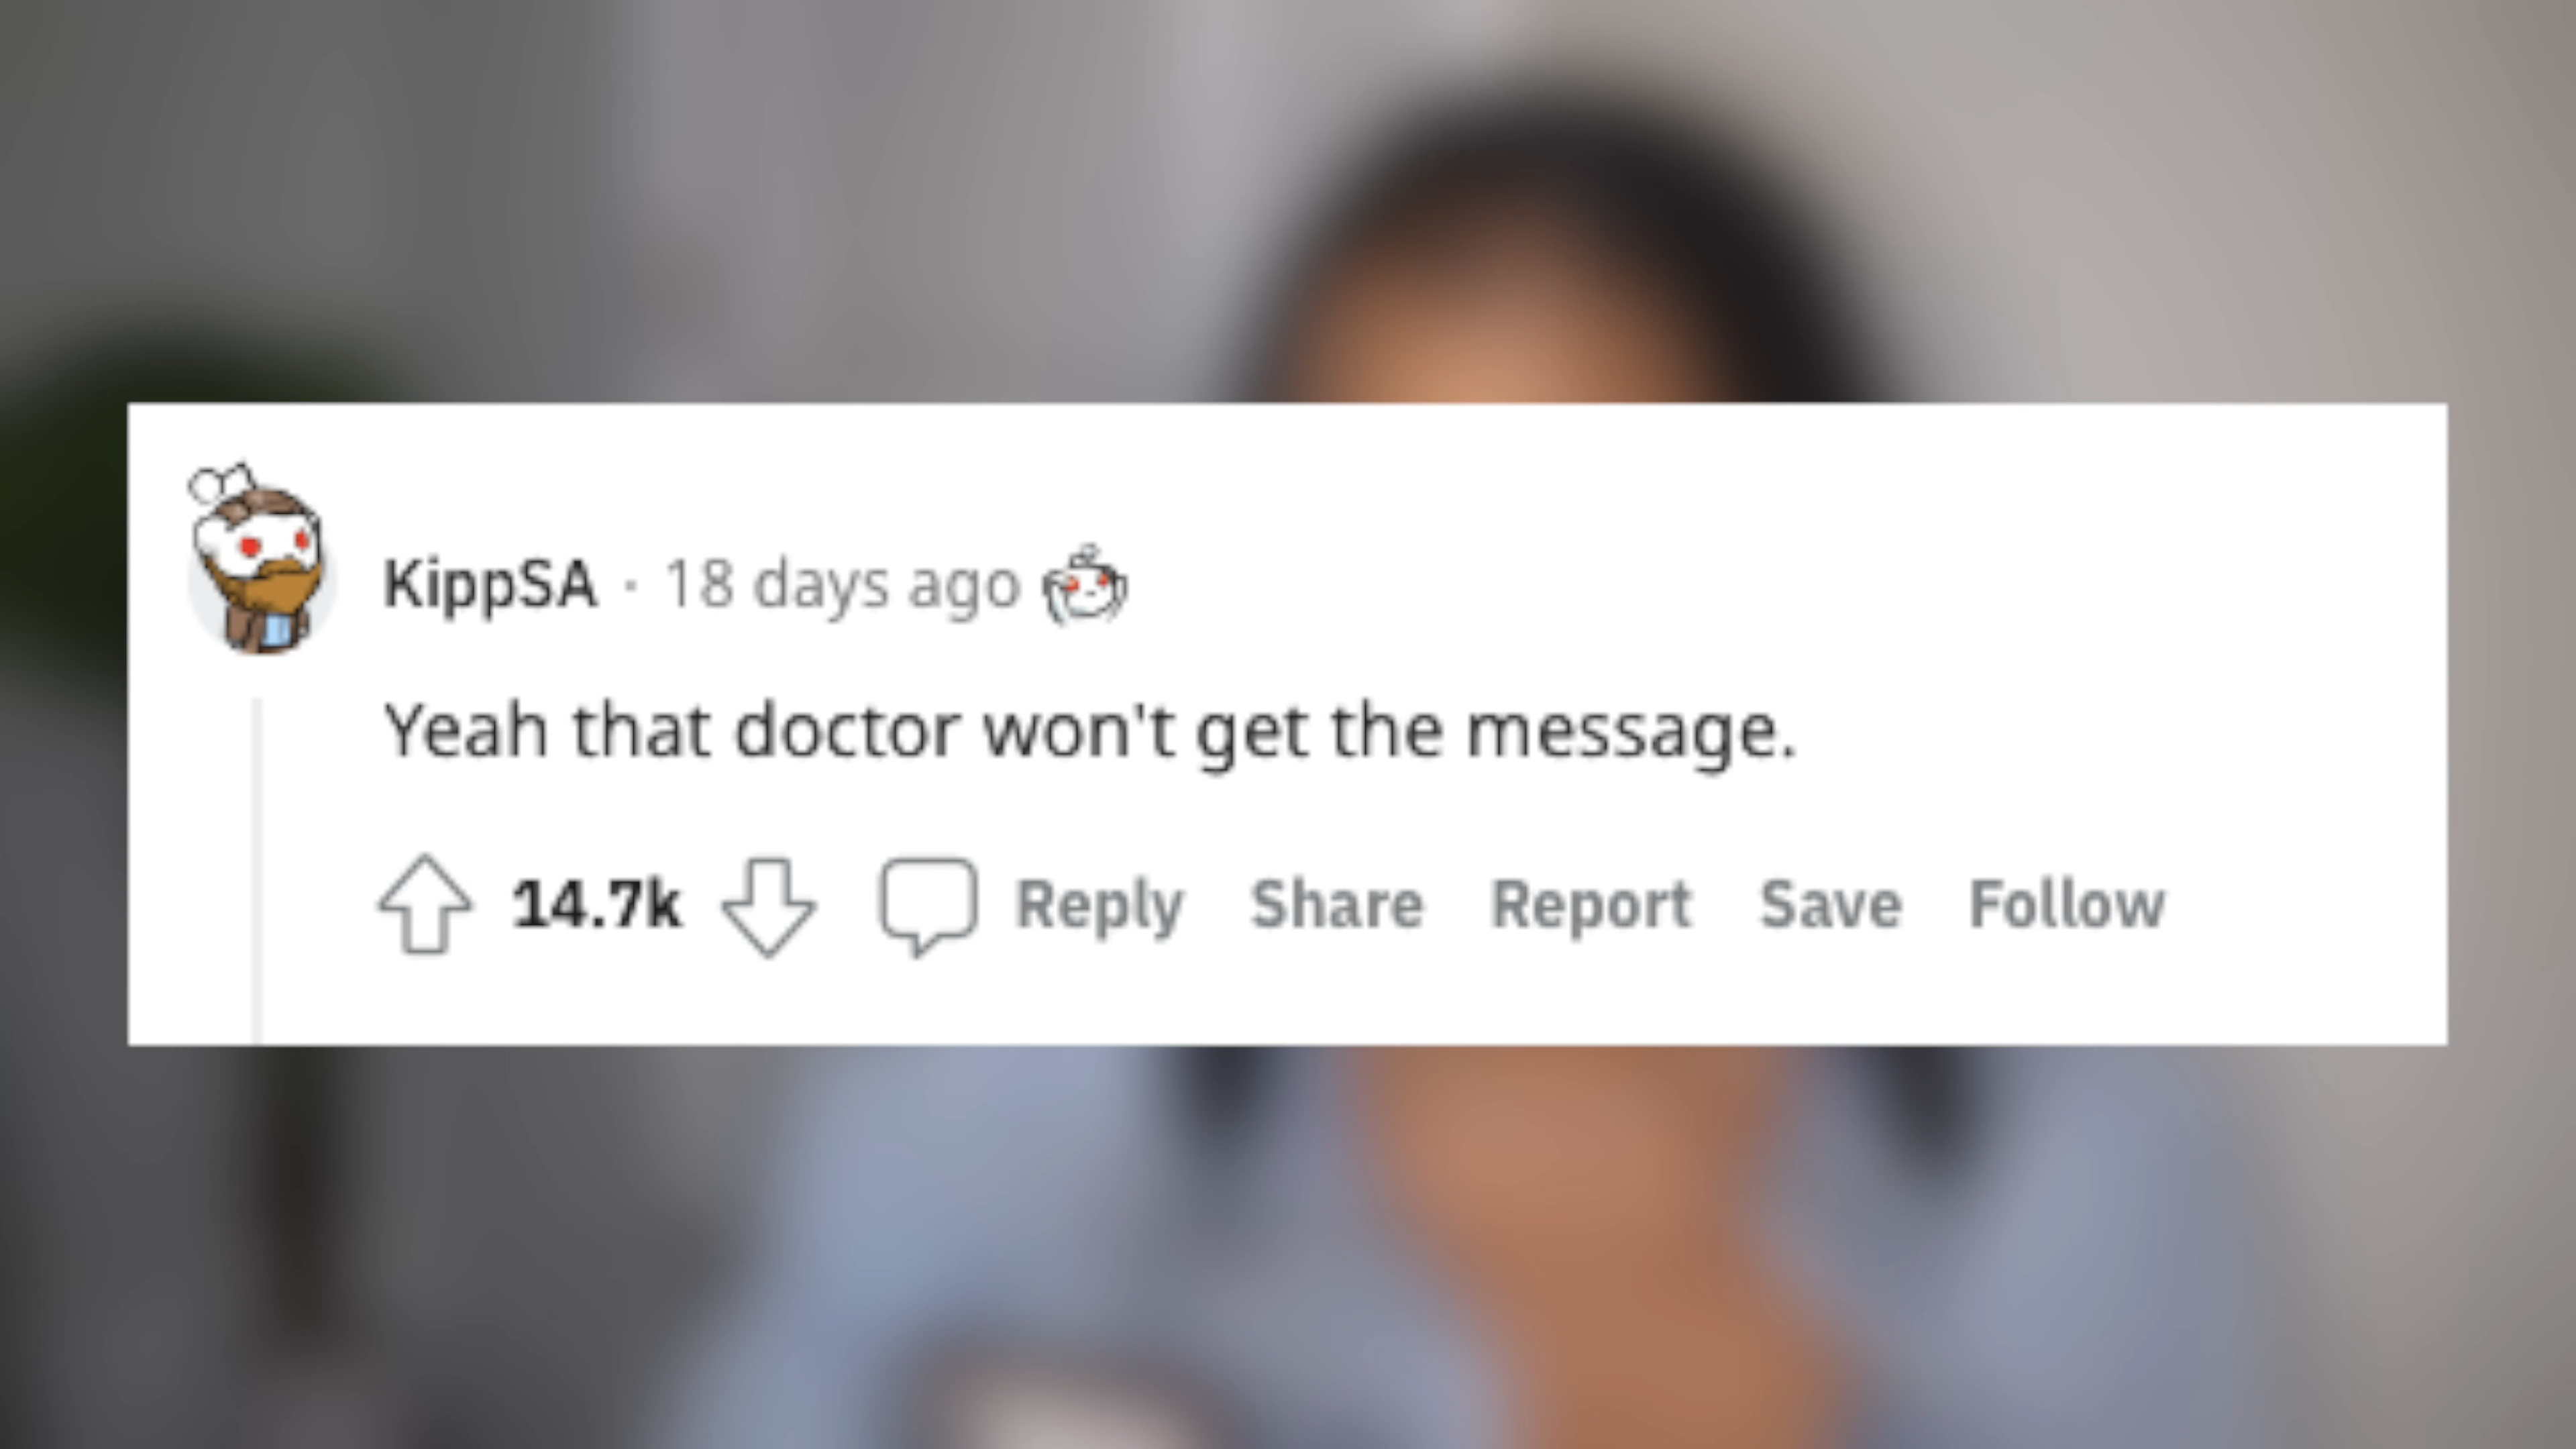 KippSA · 18 days ago
Yeah that doctor won't get the message.
14.7k Reply Share Report Save Follow